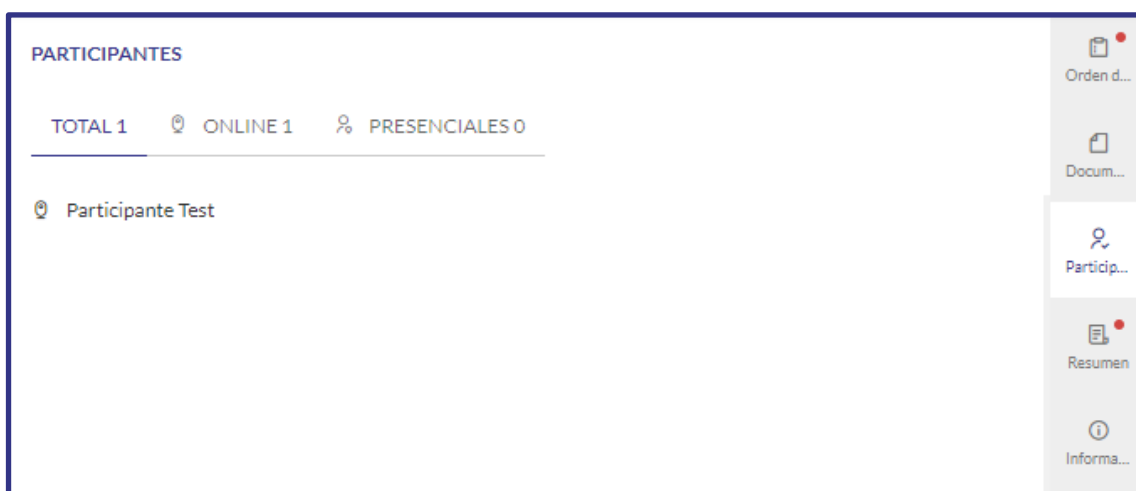 PARTICIPANTES
TOTAL 1 ONLINE 1 PRESENCIALES 0
Participante Test
Orden d...
Docum...
Particip...
Resumen
Informa...